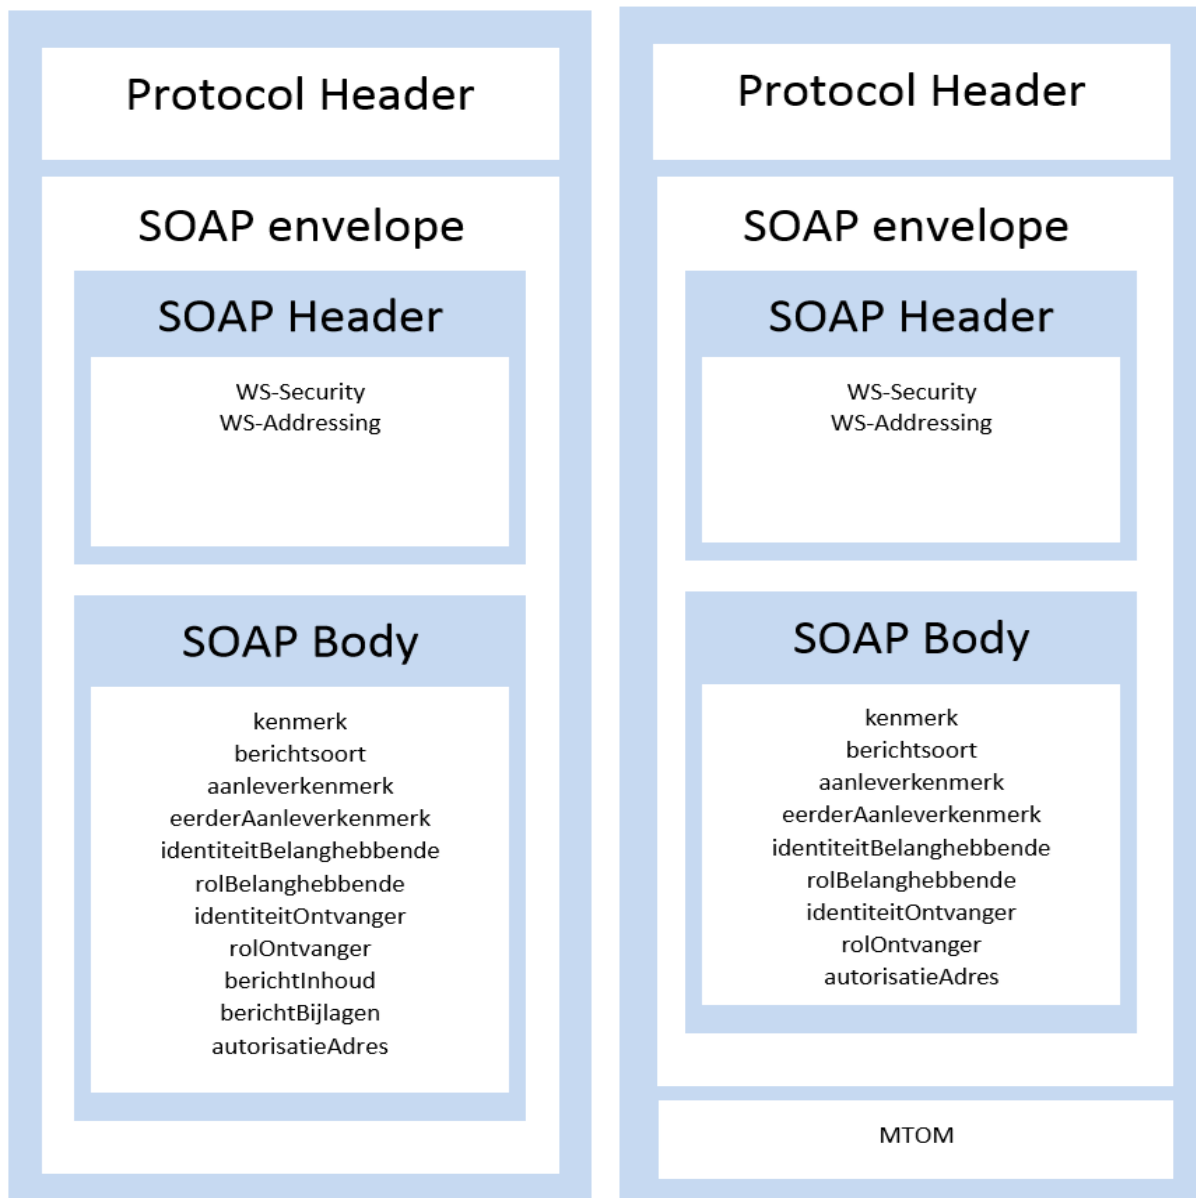 Protocol Header
SOAP envelope
SOAP Header
WS-Security
WS-Addressing
SOAP Body
kenmerk
berichtsoort
aanleverkenmerk
eerderAanleverkenmerk
identiteitBelanghebbende
rolBelanghebbende
identiteitOntvanger
rolOntvanger
berichtInhoud
berichtBijlagen
autorisatieAdres
Protocol Header
SOAP envelope
SOAP Header
WS-Security
WS-Addressing
SOAP Body
kenmerk
berichtsoort
aanleverkenmerk
eerderAanleverkenmerk
identiteitBelanghebbende
rolBelanghebbende
identiteitOntvanger
rolOntvanger
autorisatieAdres
MTOM